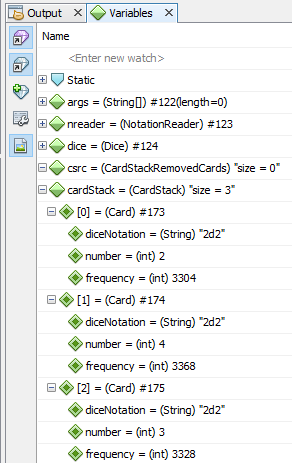 Output
Variables
Name
<Enter new watch>
Static
args = (String[]) #122(length=0)
nreader = (NotationReader) #123
dice = (Dice) #124
csrc = (CardStackRemovedCards) "size = 0"
cardStack = (CardStack) "size = 3"
[0] = (Card) #173
diceNotation = (String) "2d2"
number = (int) 2
frequency = (int) 3304
[1] = (Card) #174
diceNotation = (String) "2d2"
number = (int) 4
frequency = (int) 3368
[2] = (Card) #175
diceNotation = (String) "2d2"
number = (int) 3
frequency = (int) 3328